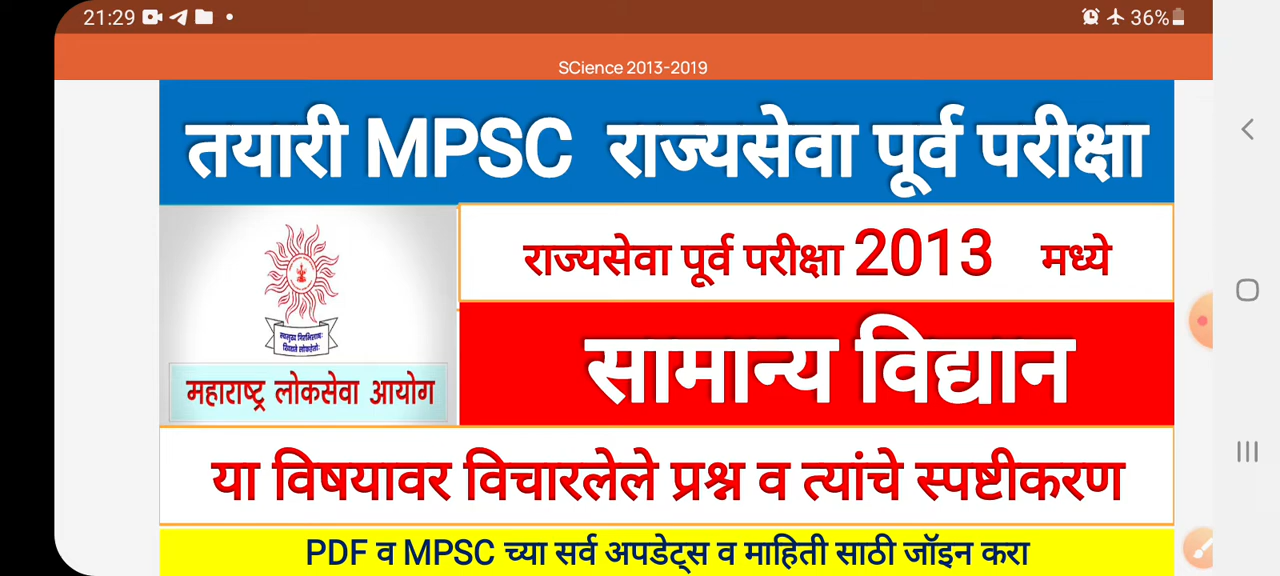 21:29
36%
SCience 2013-2019
तयारी MPSC राज्यसेवा पूर्व परीक्षा
राज्यसेवा पूर्व परीक्षा 2013 मध्ये
सामान्य विद्यान
महाराष्ट्र लोकसेवा आयोग
या विषयावर विचारलेले प्रश्न व त्यांचे स्पष्टीकरण
PDF व MPSC च्या सर्व अपडेट्स व माहिती साठी जॉइन करा